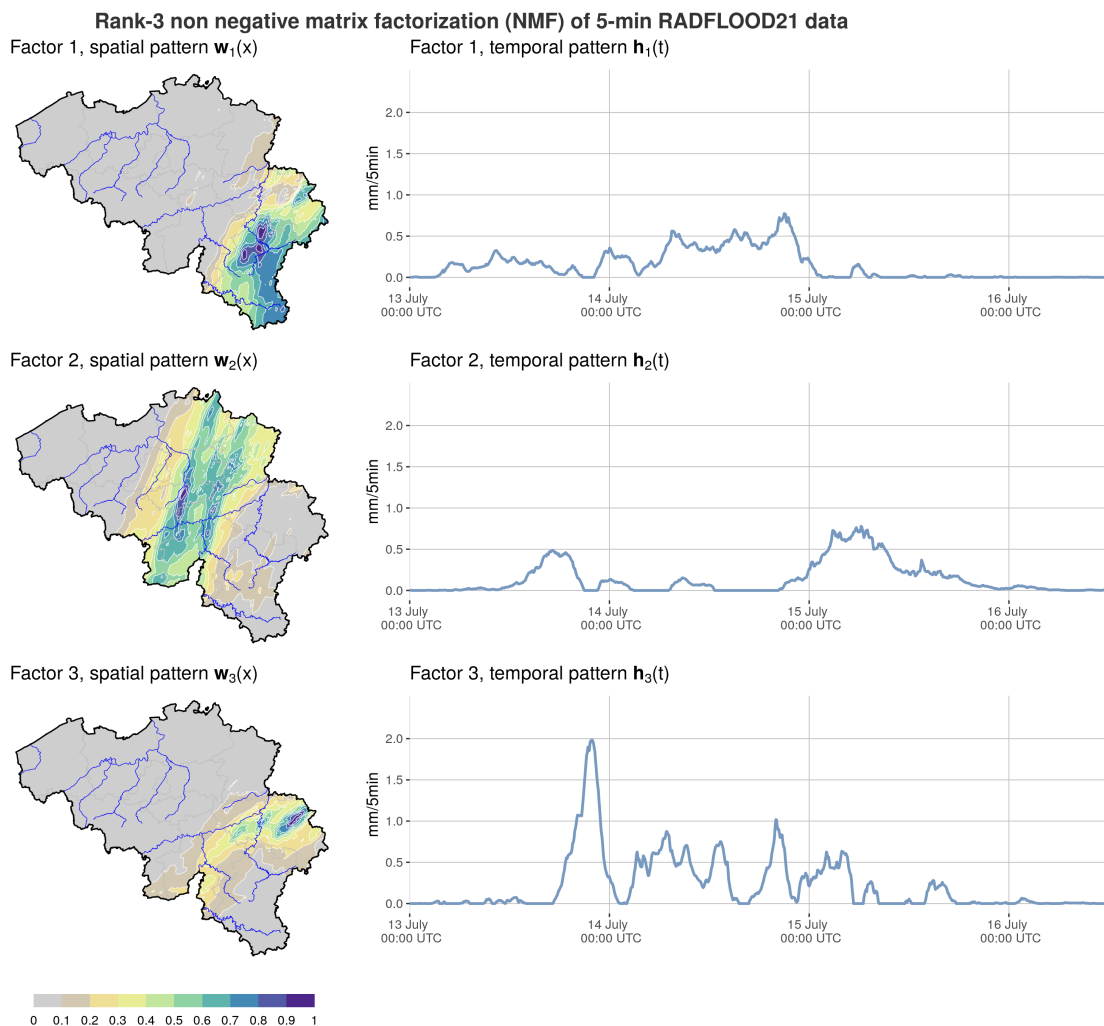 Rank-3 non negative matrix factorization (NMF) of 5-min RADFLOOD21 data
Factor 1, spatial pattern w1(x)
Factor 1, temporal pattern h1(t)
mm/5min
2.0
1.5
1.0
0.5
0.0
13 July 14 July 15 July 16 July
00:00 UTC 00:00 UTC 00:00 UTC 00:00 UTC
Factor 2, spatial pattern w2(x)
Factor 2, temporal pattern h2(t)
mm/5min
2.0
1.5
1.0
0.5
0.0
13 July 14 July 15 July 16 July
00:00 UTC 00:00 UTC 00:00 UTC 00:00 UTC
Factor 3, spatial pattern w3(x)
Factor 3, temporal pattern h3(t)
mm/5min
2.0
1.5
1.0
0.5
0.0
13 July 14 July 15 July 16 July
00:00 UTC 00:00 UTC 00:00 UTC 00:00 UTC
0 0.1 0.2 0.3 0.4 0.5 0.6 0.7 0.8 0.9 1